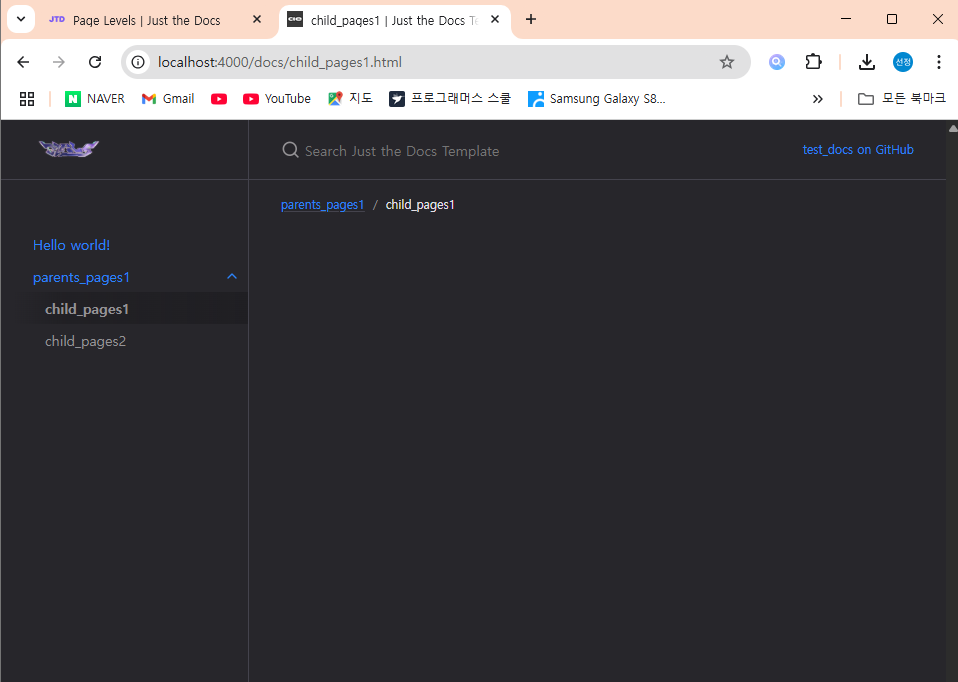 JTD Page Levels | Just the Docs
CHO child_pages1 | Just the Docs Te
localhost:4000/docs/child_pages1.html
선정
NAVER Gmail YouTube 지도 프로그래머스 스쿨 Samsung Galaxy S8... 모든 북마크
Search Just the Docs Template
test_docs on GitHub
parents_pages1 / child_pages1
Hello world!
parents_pages1
child_pages1
child_pages2